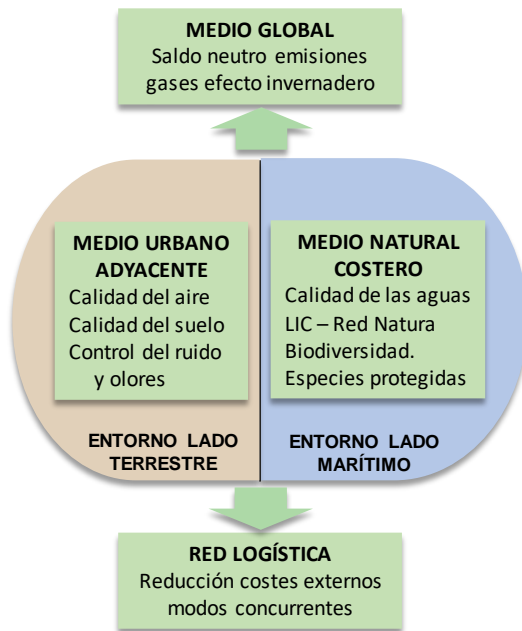 MEDIO GLOBAL
Saldo neutro emisiones
gases efecto invernadero
MEDIO URBANO
ADYACENTE
Calidad del aire
Calidad del suelo
Control del ruido
y olores
ENTORNO LADO
TERRESTRE
MEDIO NATURAL
COSTERO
Calidad de las aguas
LIC – Red Natura
Biodiversidad.
Especies protegidas
ENTORNO LADO
MARÍTIMO
RED LOGÍSTICA
Reducción costes externos
modos concurrentes